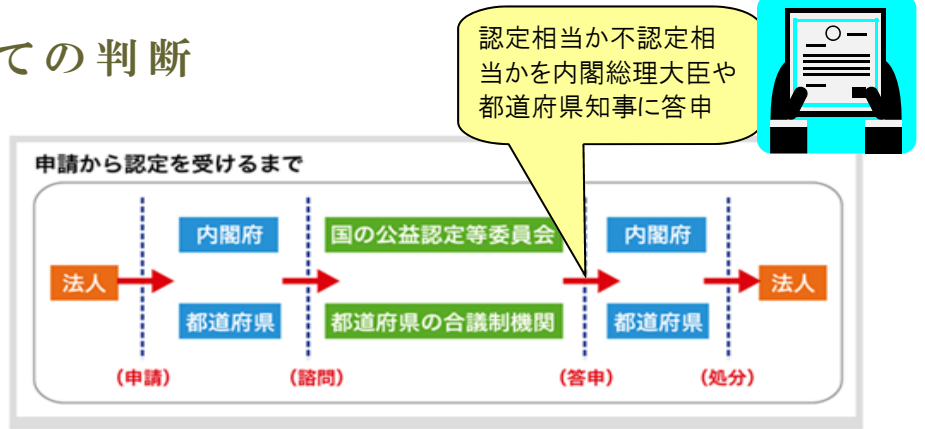 ての判断
認定相当か不認定相
当かを内閣総理大臣や
都道府県知事に答申
申請から認定を受けるまで
内閣府 国の公益認定等委員会 内閣府
法人 法人
都道府県 都道府県の合議制機関 都道府県
(申請) (諮問) (答申) (処分)